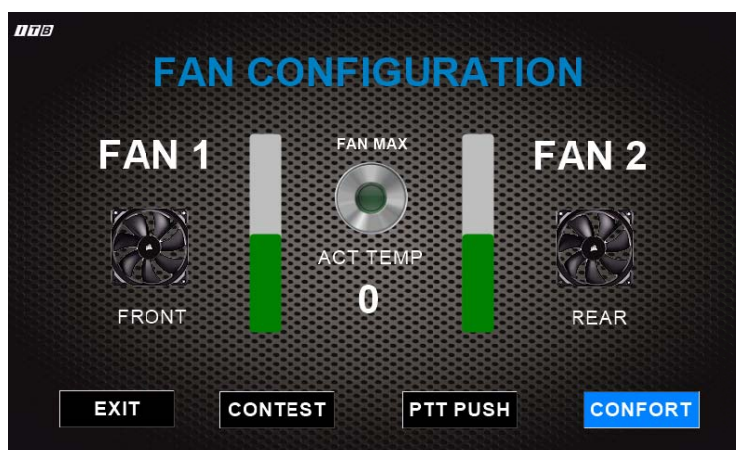 ITB
FAN CONFIGURATION
FAN 1
FAN MAX
FAN 2
ACT TEMP
0
FRONT
REAR
EXIT
CONTEST
PTT PUSH
CONFORT